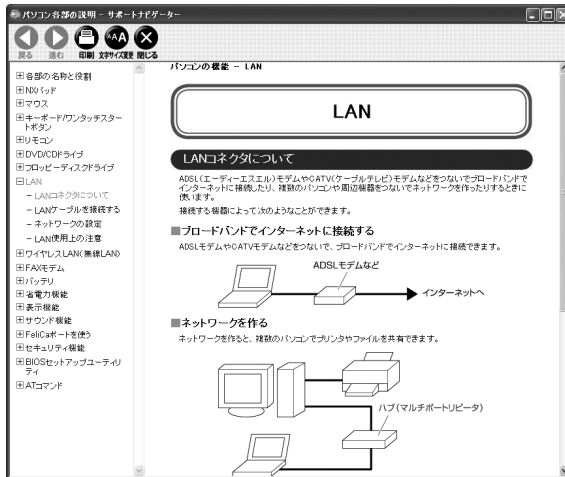 パソコン各部の説明 - サポートナビゲーター
戻る 進む 印刷 文字サイズ変更 閉じる
各部の名称と役割
NXパッド
マウス
キーボード/ワンタッチスター
トボタン
リモコン
DVD/CDドライブ
フロッピーディスクドライブ
LAN
- LANコネクタについて
- LANケーブルを接続する
- ネットワークの設定
- LAN使用上の注意
ワイヤレスLAN(無線LAN)
FAXモデム
バッテリ
省電力機能
表示機能
サウンド機能
FeliCaポートを使う
セキュリティ機能
BIOSセットアップユーティリ
ティ
ATコマンド
パソコンの機能 - LAN
LAN
LANコネクタについて
ADSL(エーディーエスエル)モデムやCATV(ケーブルテレビ)モデムなどをつないでブロードバンドで
インターネットに接続したり、複数のパソコンや周辺機器をつないでネットワークを作ったりするときに
使います。
接続する機器によって次のようなことができます。
■ブロードバンドでインターネットに接続する
ADSLモデムやCATVモデムなどをつないで、ブロードバンドでインターネットに接続できます。
ADSLモデムなど
インターネットへ
■ネットワークを作る
ネットワークを作ると、複数のパソコンでプリンタやファイルを共有できます。
ハブ(マルチポートリピータ)